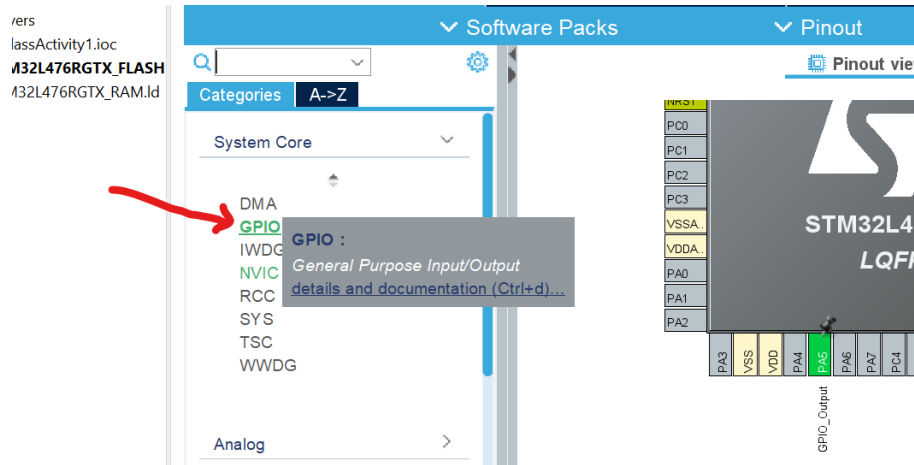 vers
lassActivity1.ioc
M32L476RGTX_FLASH
M32L476RGTX_RAM.ld
Software Packs
Pinout
Pinout vie
Categories
A->Z
System Core
DMA
GPIO
IWDG
NVIC
RCC
SYS
TSC
WWDG
Analog
GPIO :
General Purpose Input/Output
details and documentation (Ctrl+d)...
NRST
PC0
PC1
PC2
PC3
VSSA..
VDDA..
PA0
PA1
PA2
STM32L4
LQFP
PA3
VSS
VDD
PA4
PA5
PA6
PA7
PC4
GPIO_Output